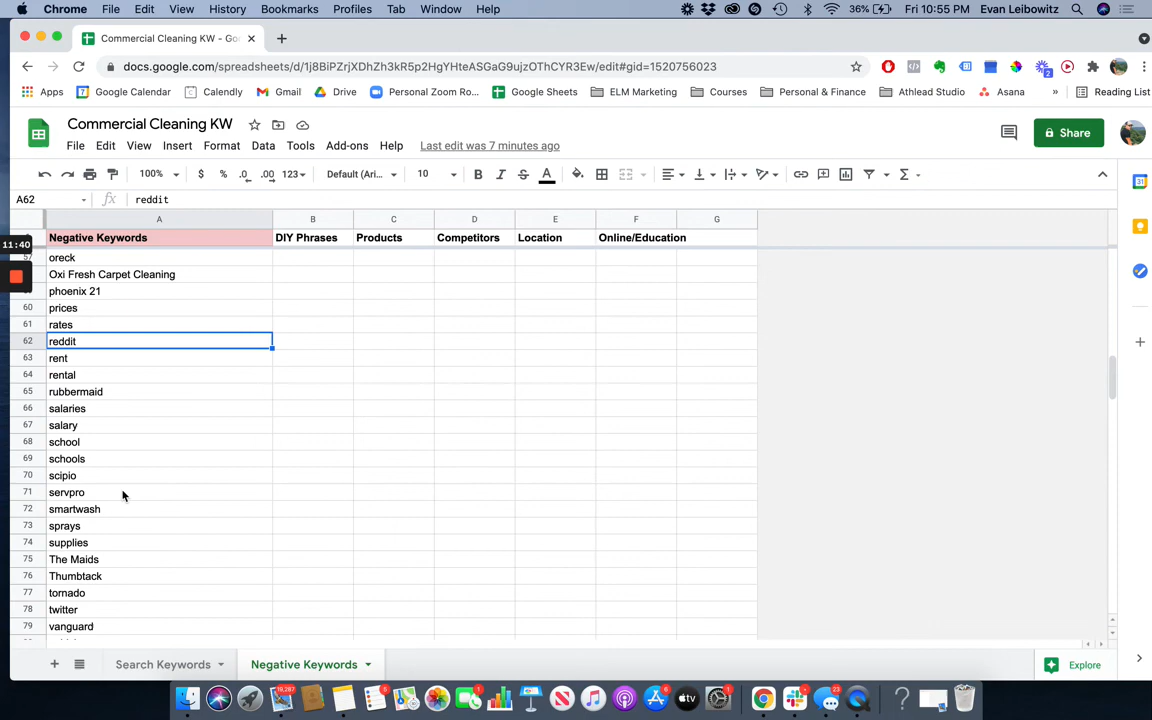 Chrome File Edit View History Bookmarks Profiles Tab Window Help 36% Fri 10:55 PM Evan Leibowitz
Commercial Cleaning KW - Go
docs.google.com/spreadsheets/d/1j8BiPZrjXDhZh3kR5p2HgYHteASGaG9ujzOThCYR3Ew/edit#gid=1520756023
Apps Google Calendar Calendly Gmail Drive Personal Zoom Ro... Google Sheets ELM Marketing Courses Personal & Finance Athlead Studio Asana » Reading List
Commercial Cleaning KW
Share
File Edit View Insert Format Data Tools Add-ons Help Last edit was 7 minutes ago
100% $ % .0 .00 123 Default (Ari... 10 B I S A
A62 fx reddit
A B C D E F G
Negative Keywords DIY Phrases Products Competitors Location Online/Education
11:40
oreck
Oxi Fresh Carpet Cleaning
phoenix 21
60 prices
61 rates
62 reddit
63 rent
64 rental
65 rubbermaid
66 salaries
67 salary
68 school
69 schools
70 scipio
71 servpro
72 smartwash
73 sprays
74 supplies
75 The Maids
76 Thumbtack
77 tornado
78 twitter
79 vanguard
Search Keywords Negative Keywords Explore